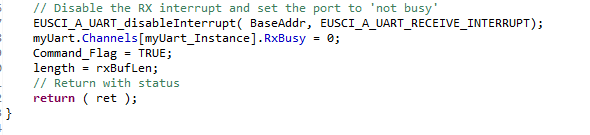 // Disable the RX interrupt and set the port to 'not busy'
EUSCI_A_UART_disableInterrupt( BaseAddr, EUSCI_A_UART_RECEIVE_INTERRUPT);
myUart.Channels[myUart_Instance].RxBusy = 0;
Command_Flag = TRUE;
length = rxBufLen;
// Return with status
return ( ret );
}